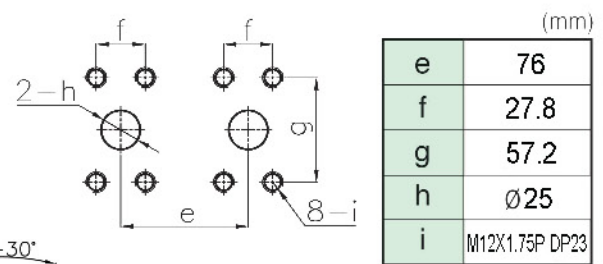 (mm)
f f
2-h
g
e
8-i
-30°
e 76
f 27.8
g 57.2
h Ø25
i M12X1.75P DP23